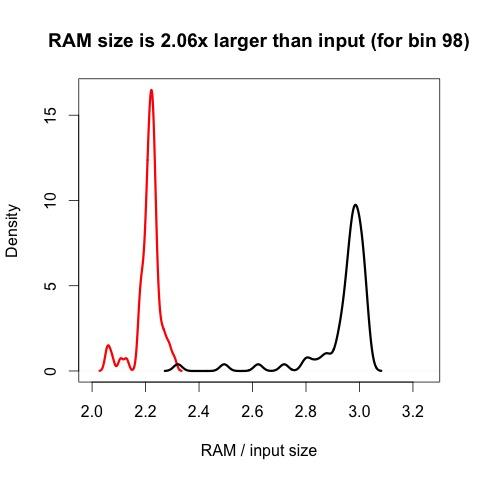 RAM size is 2.06x larger than input (for bin 98)
15
10
5
0
Density
2.0 2.2 2.4 2.6 2.8 3.0 3.2
RAM / input size